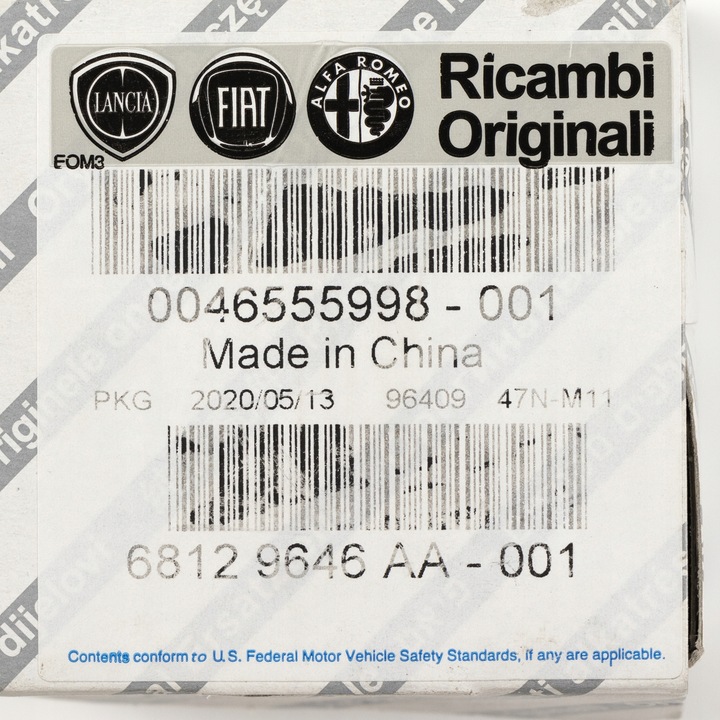 LANCIA
FIAT
ALFA ROMEO
Ricambi
Originali
EOM3
0046555998 - 001
Made in China
PKG 2020/05/13 96409 47N-M11
6812 9646 AA - 001
Contents conform to U.S. Federal Motor Vehicle Safety Standards, if any are applicable.